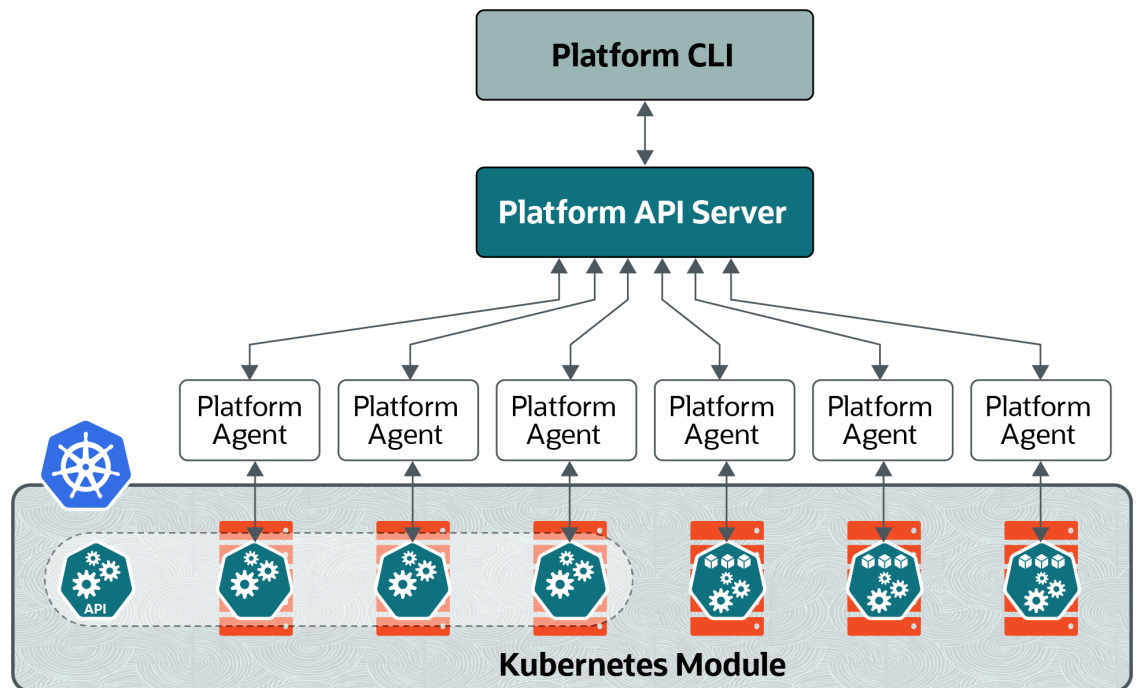 Platform CLI
Platform API Server
Platform
Agent
Platform
Agent
Platform
Agent
Platform
Agent
Platform
Agent
Platform
Agent
API
Kubernetes Module